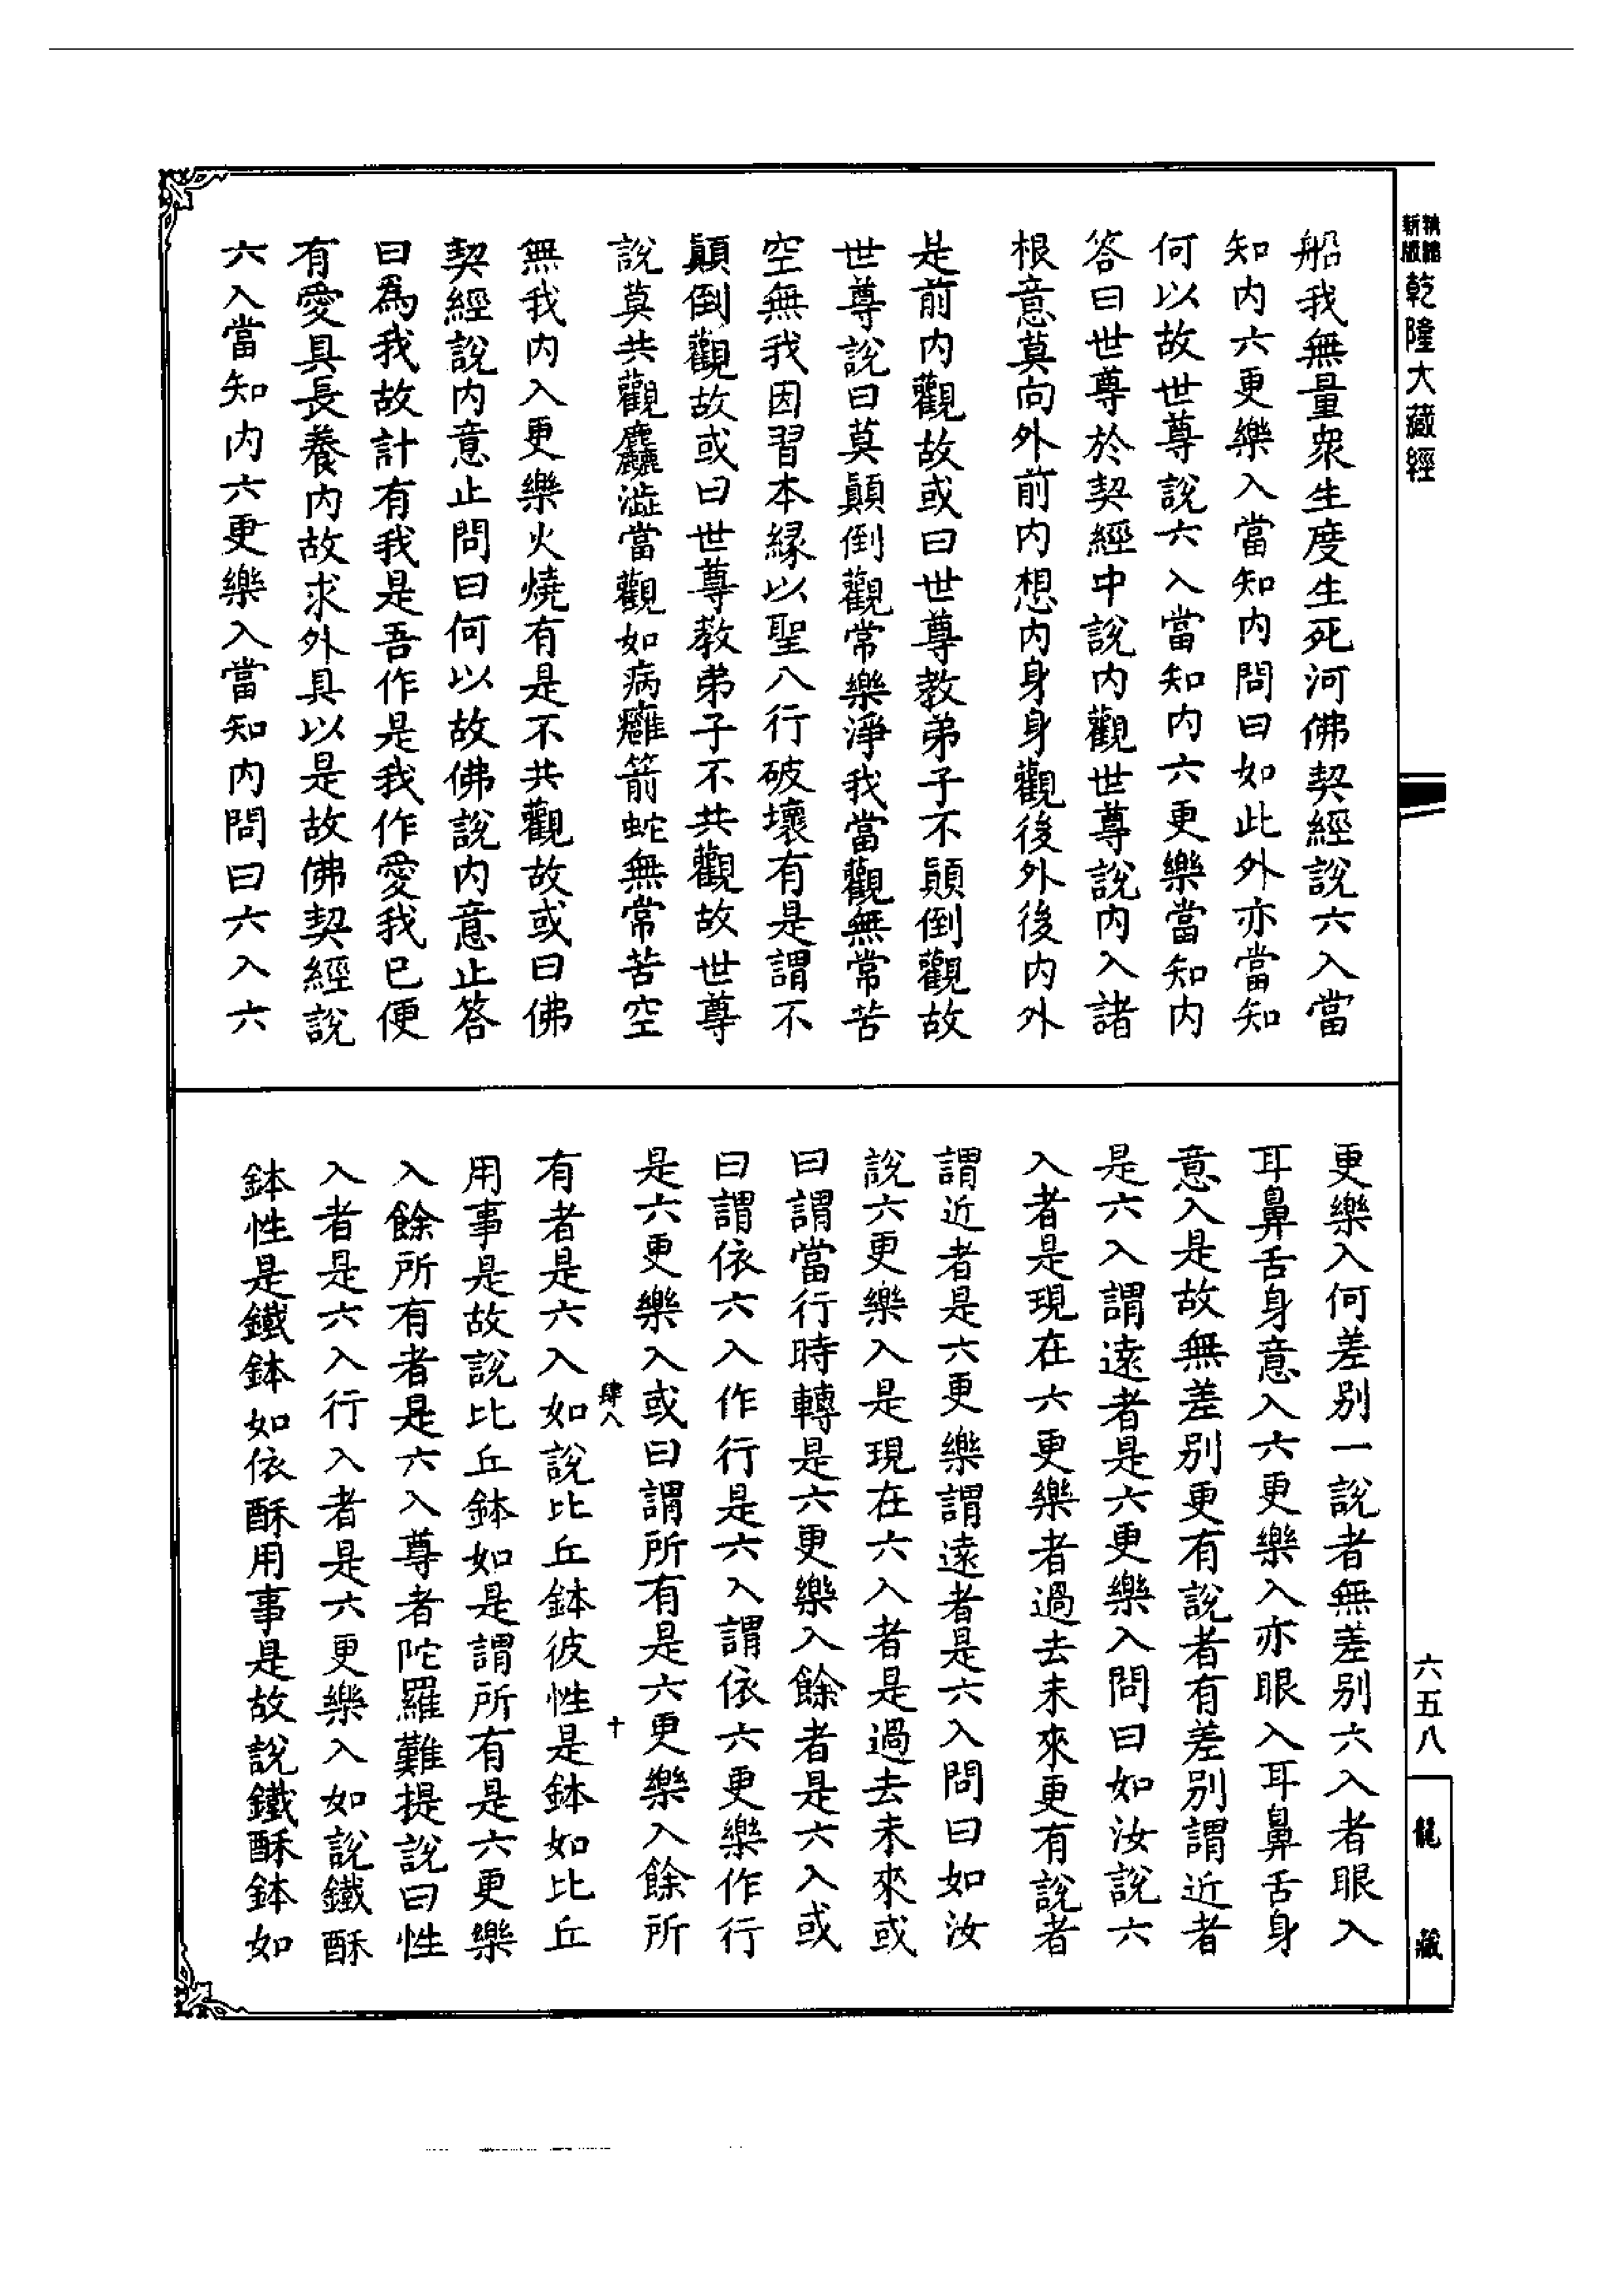 新版精縮乾隆大藏經
船我無量衆生度生死河佛契經說六入當
知内六更樂入當知内問曰如此外亦當知
何以故世尊說六入當知内六更樂當知内
答曰世尊於契經中說内觀世尊說内入諸
根意莫向外前内想内身身觀後外後内外
是前内觀故或曰世尊教弟子不顛倒觀故
世尊說曰莫顛倒觀常樂淨我當觀無常苦
空無我因習本緣以聖八行破壞有是謂不
顛倒觀故或曰世尊教弟子不共觀故世尊
說莫共觀麤澁當觀如病癰箭蛇無常苦空
無我内入更樂火燒有是不共觀故或曰佛
契經說内意止問曰何以故佛說内意止答
曰為我故計有我是吾作是我作愛我已便
有愛具長養内故求外具以是故佛契經說
六入當知内六更樂入當知内問曰六入六
更樂入何差別一說者無差別六入者眼入
耳鼻舌身意入六更樂入亦眼入耳鼻舌身
意入是故無差別更有說者有差別謂近者
是六入謂遠者是六更樂入問曰如汝說六
入者是現在六更樂者過去未來更有說者
謂近者是六更樂謂遠者是六入問曰如汝
說六更樂入是現在六入者是過去未來或
曰謂當行時轉是六更樂入餘者是六入或
曰謂依六入作行是六入謂依六更樂作行
是六更樂入或曰謂所有是六更樂入餘所
肆八 十
有者是六入如說比丘鉢彼性是鉢如比丘
用事是故說比丘鉢如是謂所有是六更樂
入餘所有者是六入尊者陀羅難提說曰性
入者是六入行入者是六更樂入如說鐵酥
鉢性是鐵鉢如依酥用事是故說鐵酥鉢如
六五八
龍藏